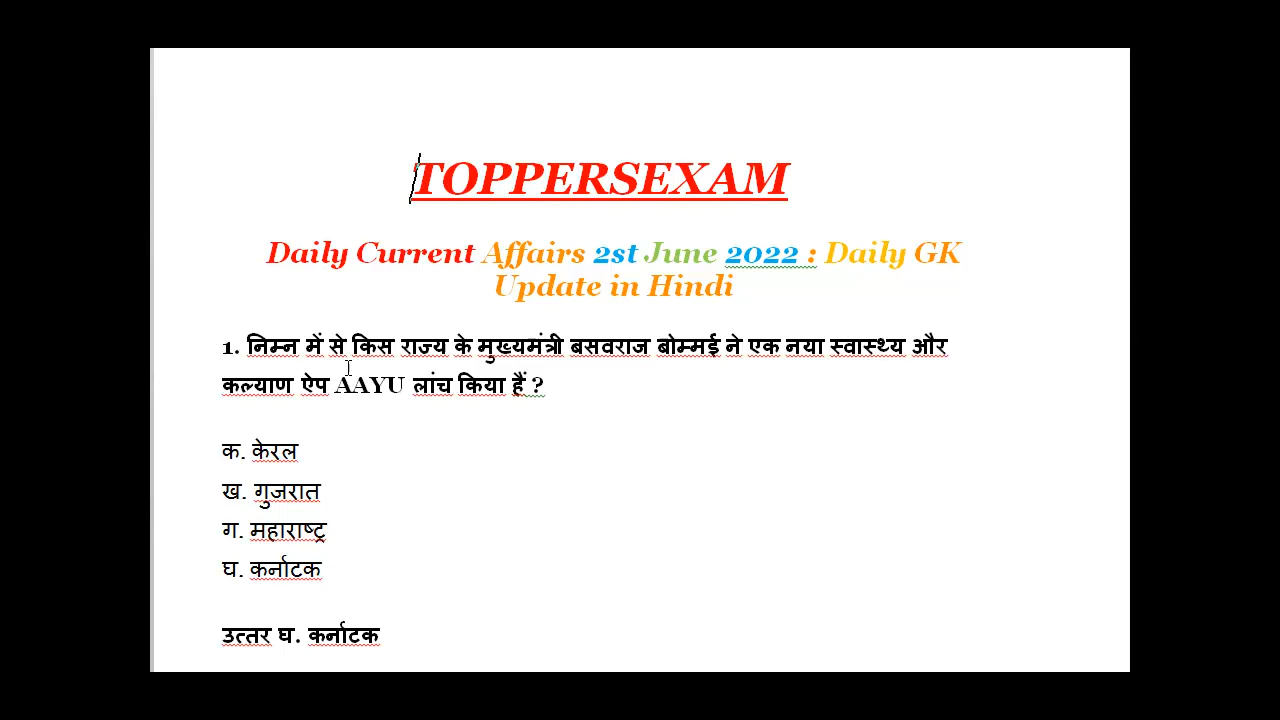 TOPPERSEXAM
Daily Current Affairs 2st June 2022 : Daily GK
Update in Hindi
1. निम्न में से किस राज्य के मुख्यमंत्री बसवराज बोम्मई ने एक नया स्वास्थ्य और
कल्याण ऐप AAYU लांच किया हैं ?
क. केरल
ख. गुजरात
ग. महाराष्ट्र
घ. कर्नाटक
उत्तर घ. कर्नाटक